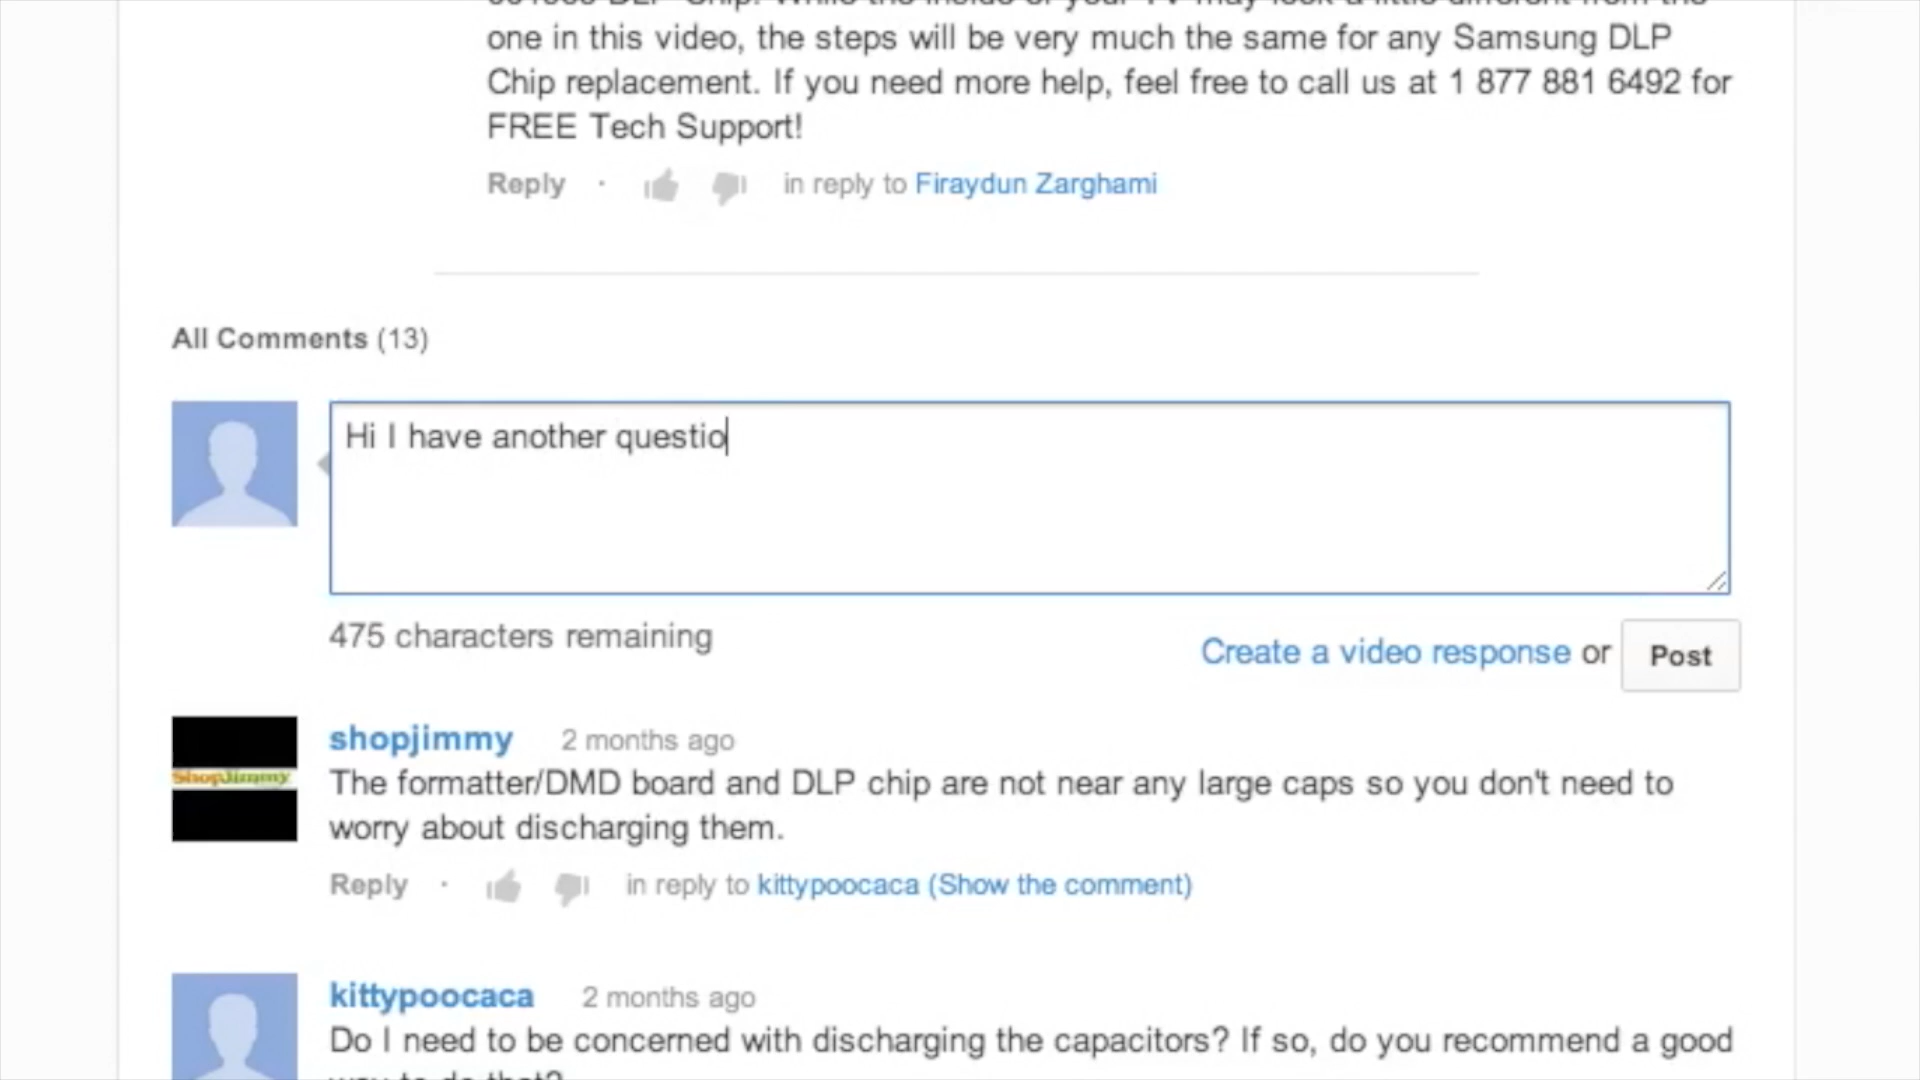 one in this video, the steps will be very much the same for any Samsung DLP
Chip replacement. If you need more help, feel free to call us at 1 877 881 6492 for
FREE Tech Support!
Reply · in reply to Firaydun Zarghami
All Comments (13)
Hi I have another questio
475 characters remaining
Create a video response or Post
shopjimmy 2 months ago
ShopJimmy
The formatter/DMD board and DLP chip are not near any large caps so you don't need to
worry about discharging them.
Reply · in reply to kittypoocaca (Show the comment)
kittypoocaca 2 months ago
Do I need to be concerned with discharging the capacitors? If so, do you recommend a good